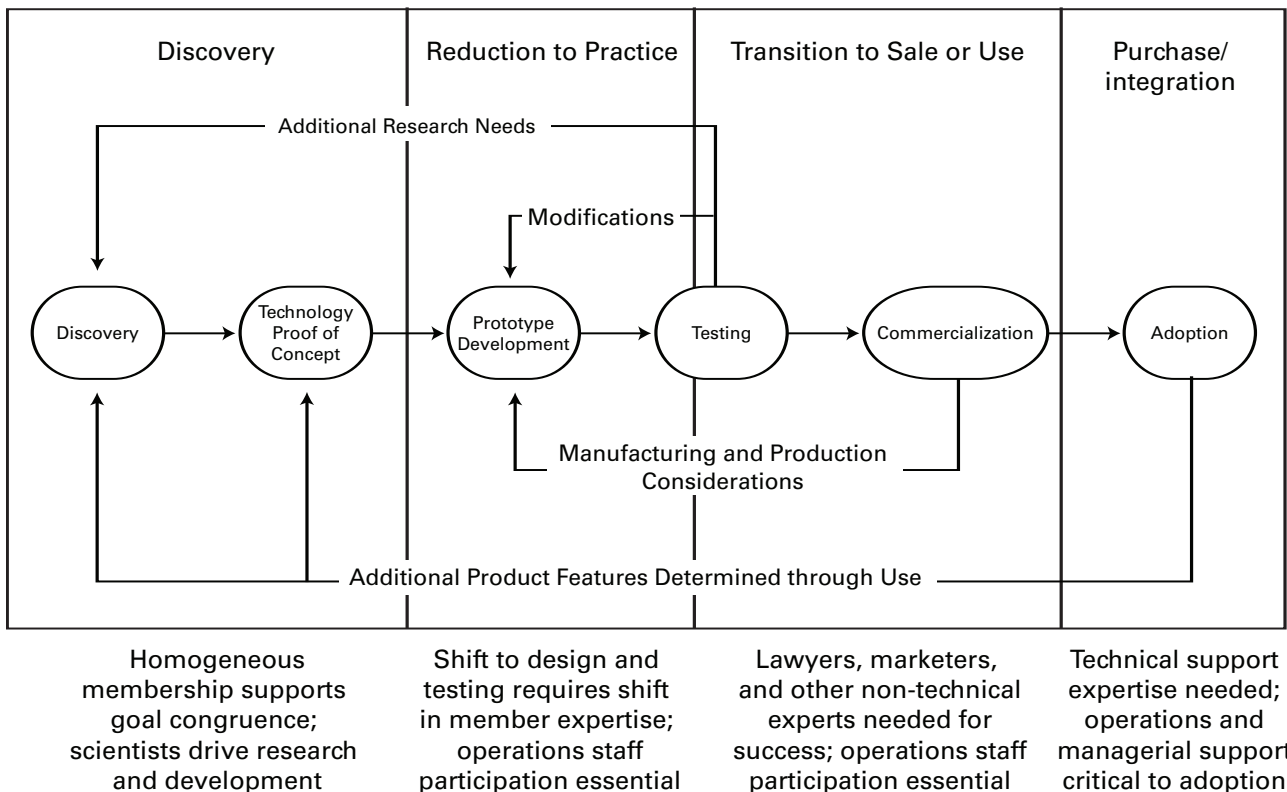 Discovery
Reduction to Practice
Transition to Sale or Use
Purchase/
integration
Additional Research Needs
Modifications
Discovery
Technology
Proof of
Concept
Prototype
Development
Testing
Commercialization
Adoption
Manufacturing and Production
Considerations
Additional Product Features Determined through Use
Homogeneous
membership supports
goal congruence;
scientists drive research
and development
Shift to design and
testing requires shift
in member expertise;
operations staff
participation essential
Lawyers, marketers,
and other non-technical
experts needed for
success; operations staff
participation essential
Technical support
expertise needed;
operations and
managerial support
critical to adoption